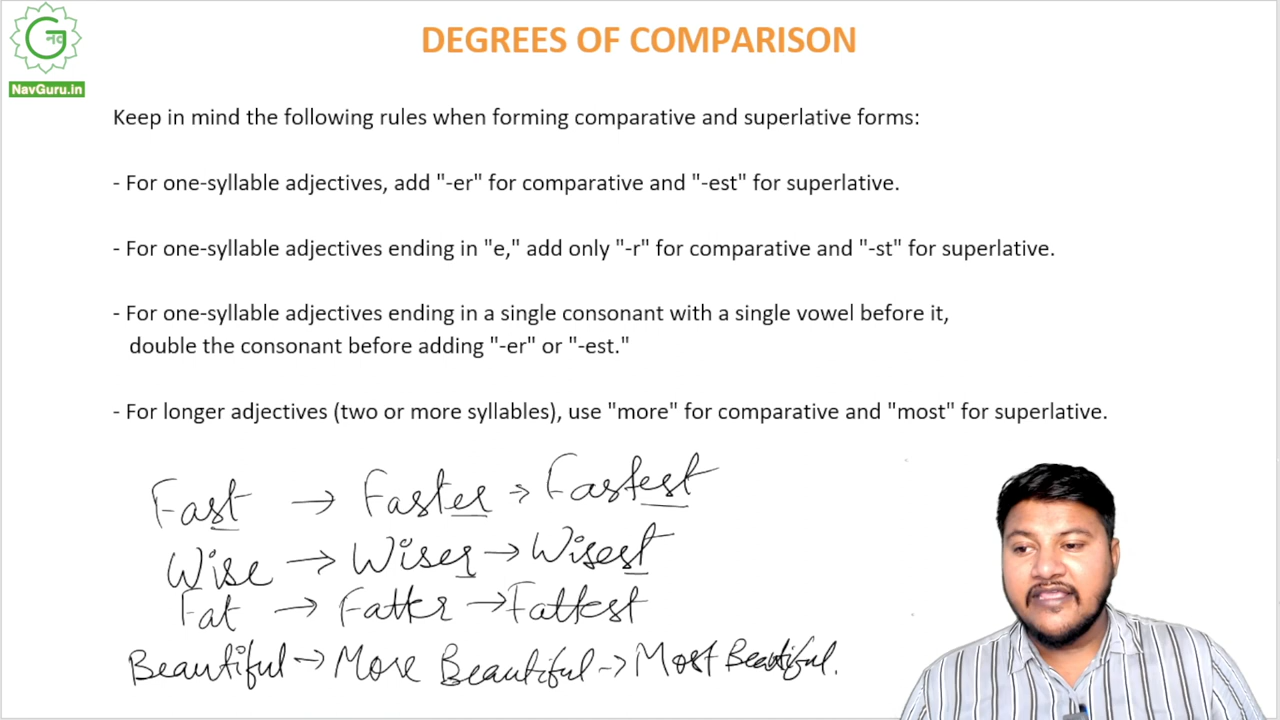 नव
NavGuru.in
DEGREES OF COMPARISON
Keep in mind the following rules when forming comparative and superlative forms:
- For one-syllable adjectives, add "-er" for comparative and "-est" for superlative.
- For one-syllable adjectives ending in "e," add only "-r" for comparative and "-st" for superlative.
- For one-syllable adjectives ending in a single consonant with a single vowel before it,
double the consonant before adding "-er" or "-est."
- For longer adjectives (two or more syllables), use "more" for comparative and "most" for superlative.
Fast → Faster → Fastest
Wise → Wiser → Wisest
Fat → Fatter → Fattest
Beautiful → More Beautiful → Most Beautiful.